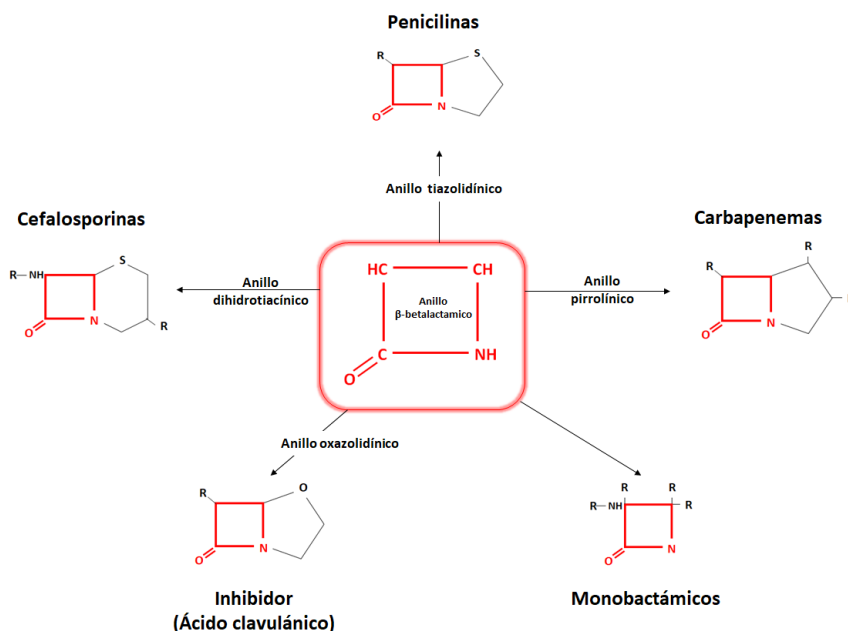 Penicilinas
R
S
O
N
Anillo tiazolidínico
Cefalosporinas
S
R
NH
O
N
R
Anillo
dihidrotiacínico
HC
CH
Anillo
β-betalactamico
C
NH
O
Anillo
pirrolínico
Carbapenemas
R
R
O
N
Anillo oxazolidínico
R
O
O
N
Inhibidor
(Ácido clavulánico)
R
R
R
NH
R
O
N
Monobactámicos